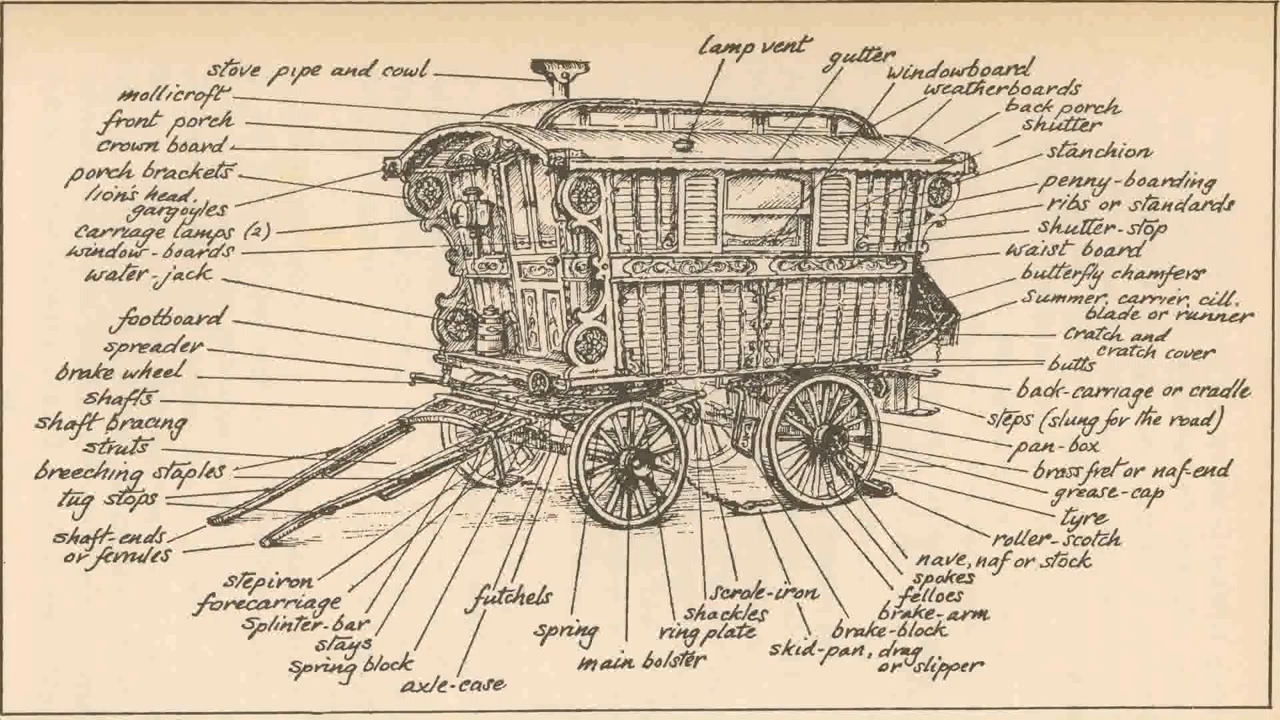 stove pipe and cowl
mollicroft
front porch
crown board
porch brackets
lion's head.
gargoyles
carriage lamps (2)
window-boards
water-jack
footboard
spreader
brake wheel
shafts
shaft bracing
struts
breeching staples
tug stops
shaft-ends
or ferrules
stepiron
forecarriage
splinter-bar
stays
spring block
axle-case
futchels
spring
main bolster
ring plate
shackles
scrole-iron
lamp vent
gutter
windowboard
weatherboards
back porch
shutter
stanchion
penny-boarding
ribs or standards
shutter-stop
waist board
butterfly chamfers
Summer, carrier, cill,
blade or runner
cratch and
cratch cover
butts
back-carriage or cradle
steps (slung for the road)
pan-box
brass fret or naf-end
grease-cap
tyre
roller-scotch
nave, naf or stock
spokes
felloes
brake-arm
brake-block
skid-pan, drag
or slipper